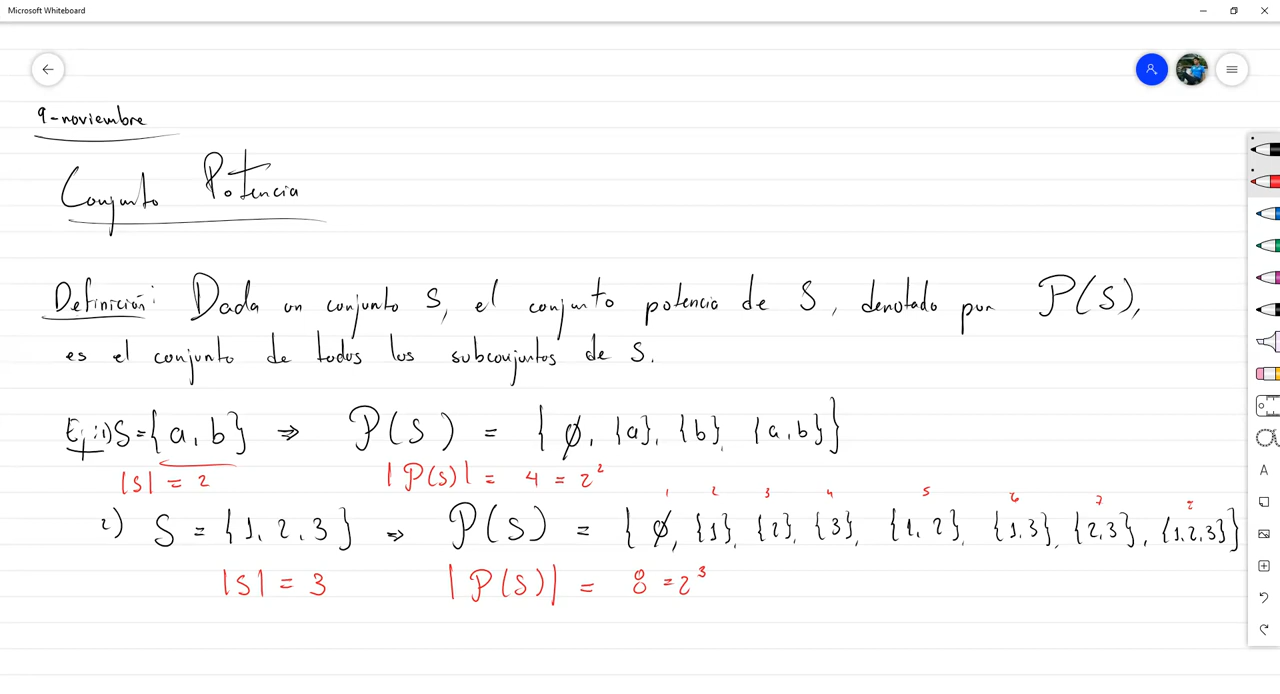 Microsoft Whiteboard
9-noviembre
Conjunto Potencia
Definición: Dada un conjunto S, el conjunto potencia de S, denotado por P(S),
es el conjunto de todos los subconjuntos de S.
Ej: 1) S = {a, b} ⇒ P(S) = { ∅, {a}, {b}, {a, b}}
|S| = 2 |P(S)| = 4 = 2²
1 2 3 4 5 6 7
2) S = {1, 2, 3} ⇒ P(S) = { ∅, {1}, {2}, {3}, {1, 2}, {1, 3}, {2, 3}, {1, 2, 3}}
|S| = 3 |P(S)| = 8 = 2³
A